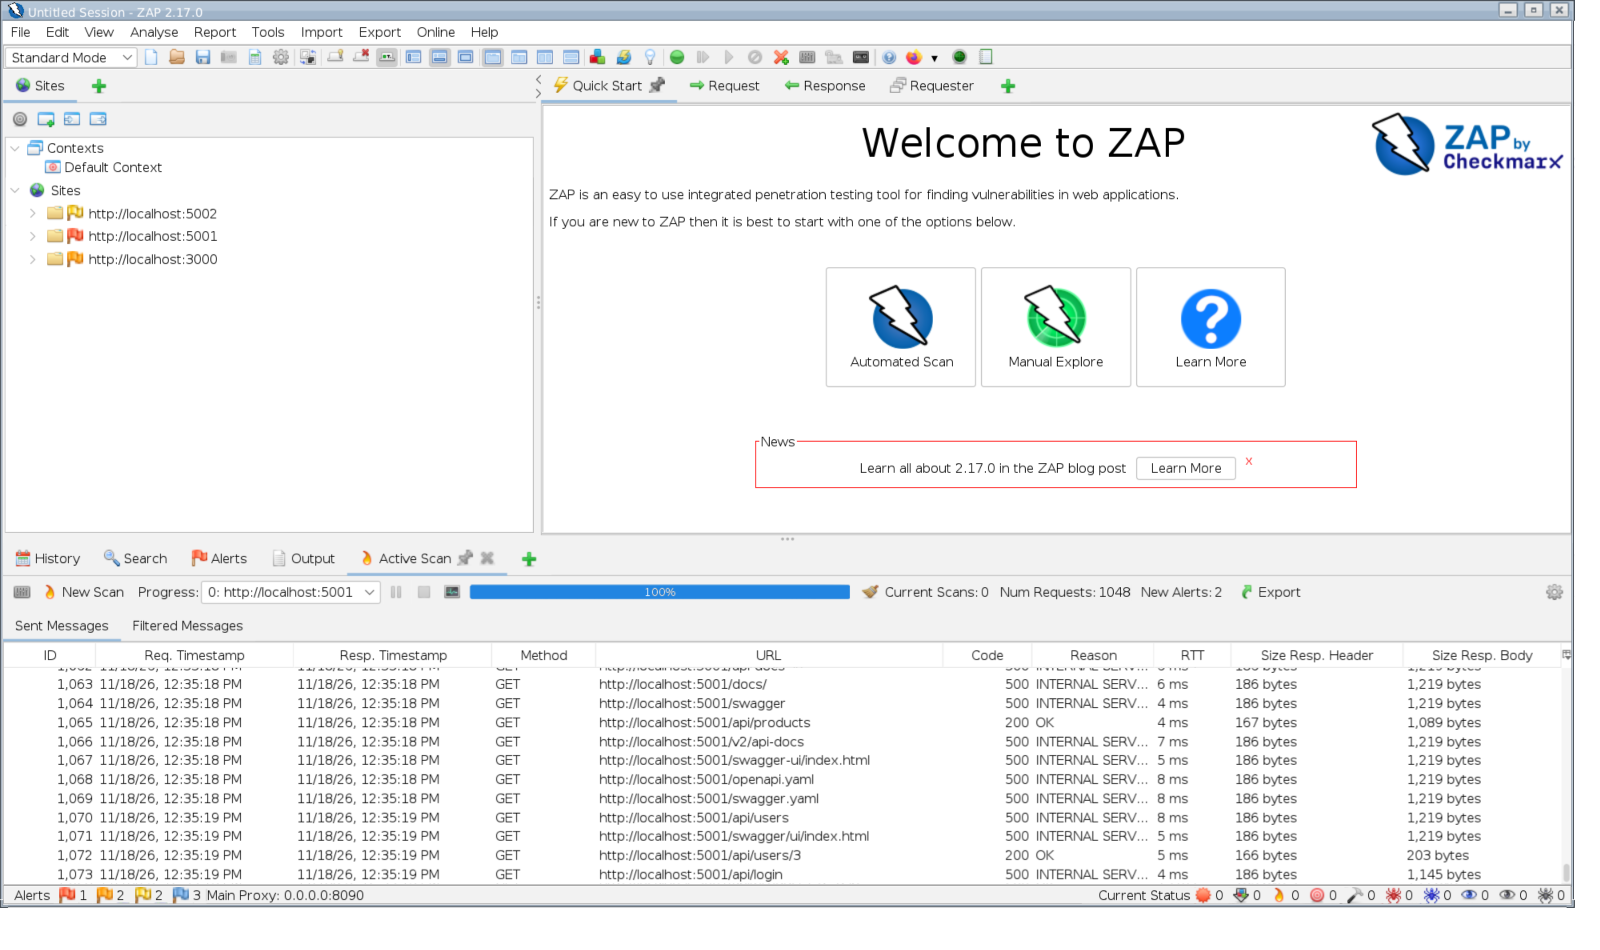 Untitled Session - ZAP 2.17.0
File Edit View Analyse Report Tools Import Export Online Help
Standard Mode
Sites
Quick Start Request Response Requester
Contexts
Default Context
Sites
http://localhost:5002
http://localhost:5001
http://localhost:3000
Welcome to ZAP
ZAP by Checkmarx
ZAP is an easy to use integrated penetration testing tool for finding vulnerabilities in web applications.
If you are new to ZAP then it is best to start with one of the options below.
Automated Scan Manual Explore Learn More
News
Learn all about 2.17.0 in the ZAP blog post Learn More X
History Search Alerts Output Active Scan
New Scan Progress: 0: http://localhost:5001 100% Current Scans: 0 Num Requests: 1048 New Alerts: 2 Export
Sent Messages Filtered Messages
ID Req. Timestamp Resp. Timestamp Method URL Code Reason RTT Size Resp. Header Size Resp. Body
1,063 11/18/26, 12:35:18 PM 11/18/26, 12:35:18 PM GET http://localhost:5001/docs/ 500 INTERNAL SERV... 6 ms 186 bytes 1,219 bytes
1,064 11/18/26, 12:35:18 PM 11/18/26, 12:35:18 PM GET http://localhost:5001/swagger 500 INTERNAL SERV... 4 ms 186 bytes 1,219 bytes
1,065 11/18/26, 12:35:18 PM 11/18/26, 12:35:18 PM GET http://localhost:5001/api/products 200 OK 4 ms 167 bytes 1,089 bytes
1,066 11/18/26, 12:35:18 PM 11/18/26, 12:35:18 PM GET http://localhost:5001/v2/api-docs 500 INTERNAL SERV... 7 ms 186 bytes 1,219 bytes
1,067 11/18/26, 12:35:18 PM 11/18/26, 12:35:18 PM GET http://localhost:5001/swagger-ui/index.html 500 INTERNAL SERV... 5 ms 186 bytes 1,219 bytes
1,068 11/18/26, 12:35:18 PM 11/18/26, 12:35:18 PM GET http://localhost:5001/openapi.yaml 500 INTERNAL SERV... 8 ms 186 bytes 1,219 bytes
1,069 11/18/26, 12:35:18 PM 11/18/26, 12:35:18 PM GET http://localhost:5001/swagger.yaml 500 INTERNAL SERV... 8 ms 186 bytes 1,219 bytes
1,070 11/18/26, 12:35:19 PM 11/18/26, 12:35:19 PM GET http://localhost:5001/api/users 500 INTERNAL SERV... 8 ms 186 bytes 1,219 bytes
1,071 11/18/26, 12:35:19 PM 11/18/26, 12:35:19 PM GET http://localhost:5001/swagger/ui/index.html 500 INTERNAL SERV... 5 ms 186 bytes 1,219 bytes
1,072 11/18/26, 12:35:19 PM 11/18/26, 12:35:19 PM GET http://localhost:5001/api/users/3 200 OK 5 ms 166 bytes 203 bytes
1,073 11/18/26, 12:35:19 PM 11/18/26, 12:35:19 PM GET http://localhost:5001/api/login 500 INTERNAL SERV... 4 ms 186 bytes 1,145 bytes
Alerts 1 2 2 3 Main Proxy: 0.0.0.0:8090 Current Status 0 0 0 0 0 0 0 0 0 0